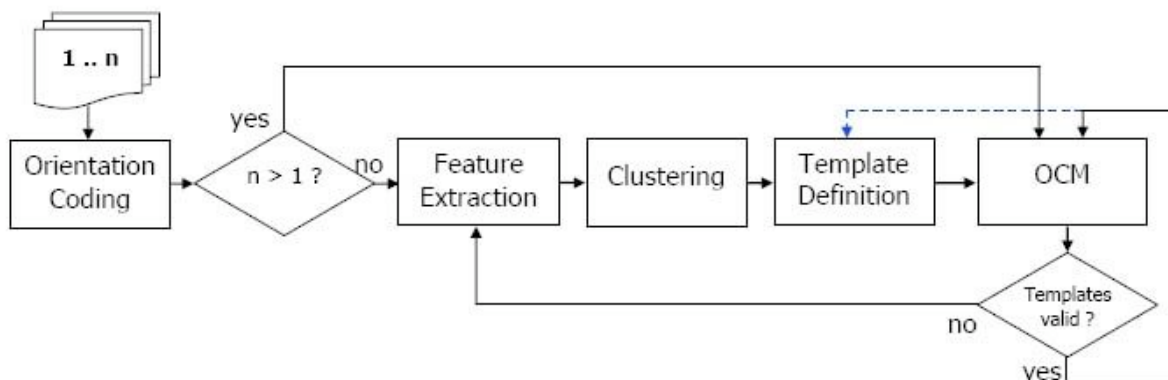 1 .. n
yes
Orientation
Coding
n > 1 ?
no
Feature
Extraction
Clustering
Template
Definition
OCM
Templates
valid ?
no
yes